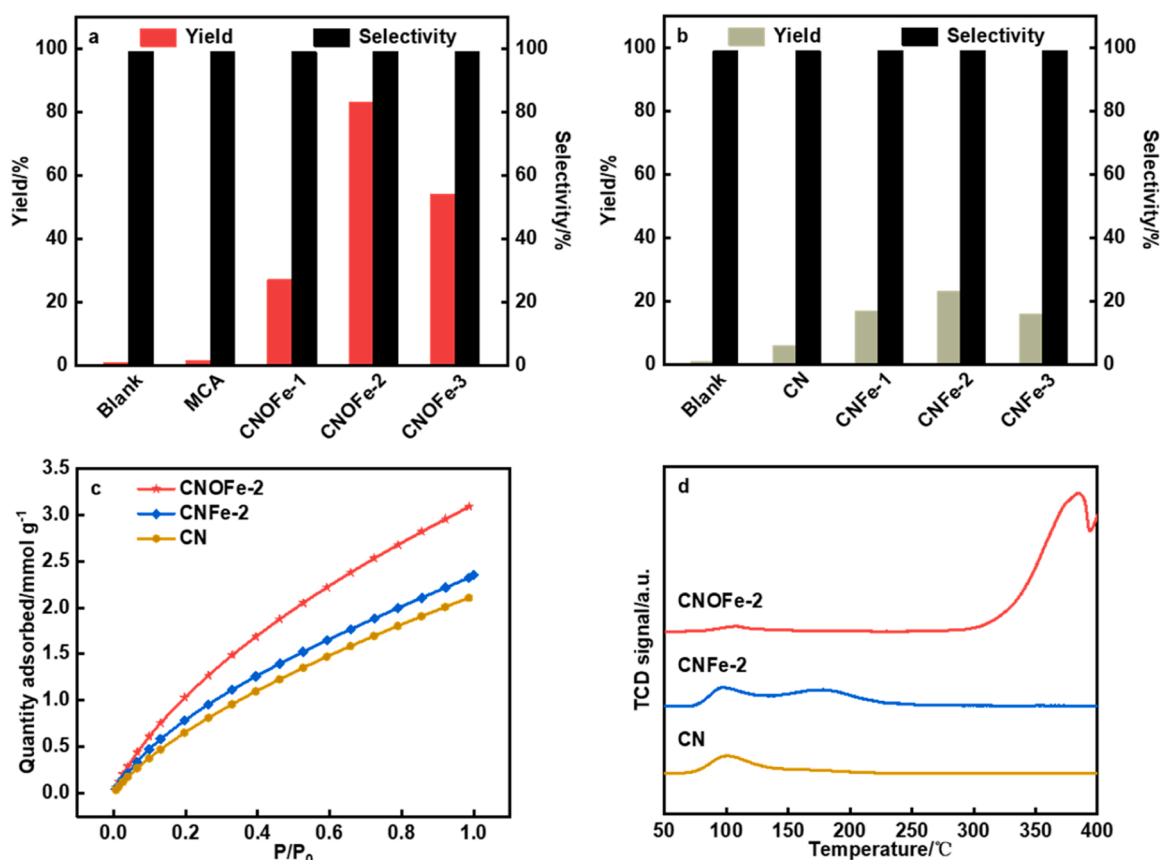 a
Yield
Selectivity
100
80
60
40
20
0
Yield/%
100
80
60
40
20
0
Selectivity/%
Blank
MCA
CNOFe-1
CNOFe-2
CNOFe-3
b
Yield
Selectivity
100
80
60
40
20
0
Yield/%
100
80
60
40
20
0
Selectivity/%
Blank
CN
CNFe-1
CNFe-2
CNFe-3
c
CNOFe-2
CNFe-2
CN
3.5
3.0
2.5
2.0
1.5
1.0
0.5
0.0
Quantity adsorbed/mmol g⁻¹
0.0 0.2 0.4 0.6 0.8 1.0
P/P₀
d
CNOFe-2
CNFe-2
CN
TCD signal/a.u.
50 100 150 200 250 300 350 400
Temperature/℃